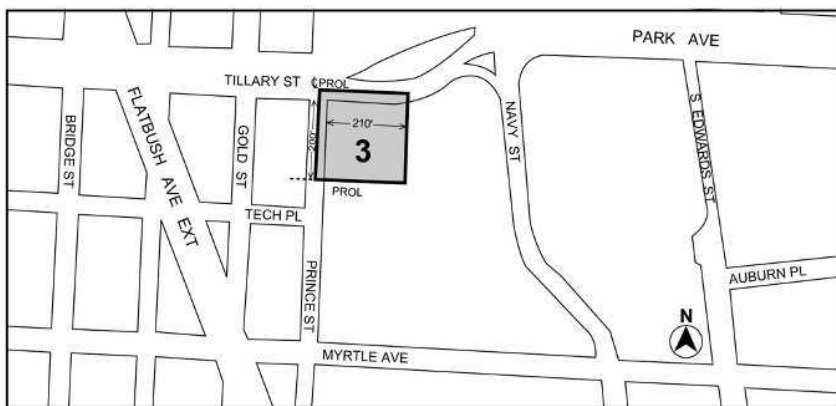 PARK AVE
TILLARY ST
℄PROL
BRIDGE ST
FLATBUSH AVE EXT
GOLD ST
200'
210'
3
NAVY ST
S EDWARDS ST
PROL
TECH PL
PRINCE ST
AUBURN PL
N
MYRTLE AVE